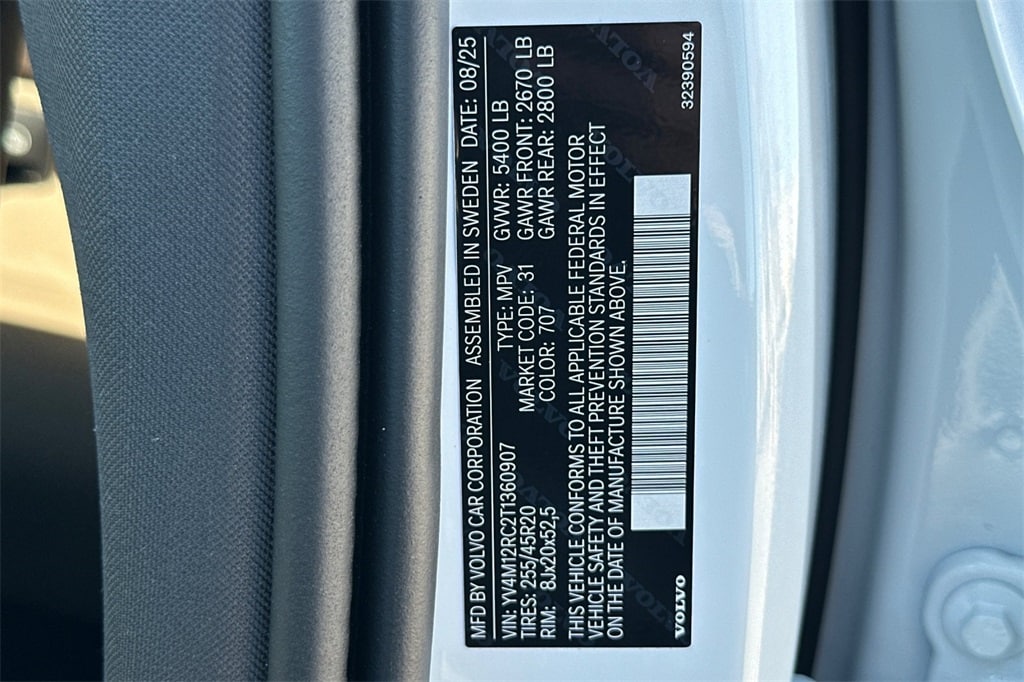 MFD BY VOLVO CAR CORPORATION ASSEMBLED IN SWEDEN DATE: 08/25
VIN: YV4M12RC2T1360907 TYPE: MPV GVWR: 5400 LB
TIRES: 255/45R20 MARKET CODE: 31 GAWR FRONT: 2670 LB
RIM: 8Jx20x52,5 COLOR: 707 GAWR REAR: 2800 LB
THIS VEHICLE CONFORMS TO ALL APPLICABLE FEDERAL MOTOR
VEHICLE SAFETY AND THEFT PREVENTION STANDARDS IN EFFECT
ON THE DATE OF MANUFACTURE SHOWN ABOVE.
VOLVO 32390594